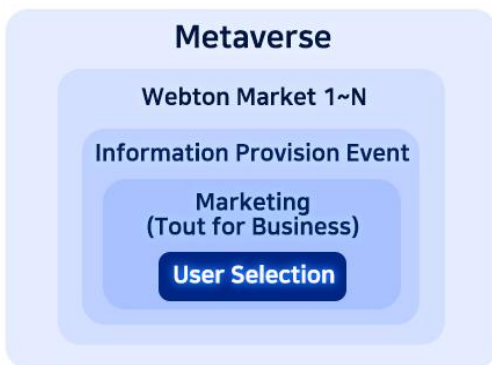 Metaverse
Webton Market 1~N
Information Provision Event
Marketing
(Tout for Business)
User Selection